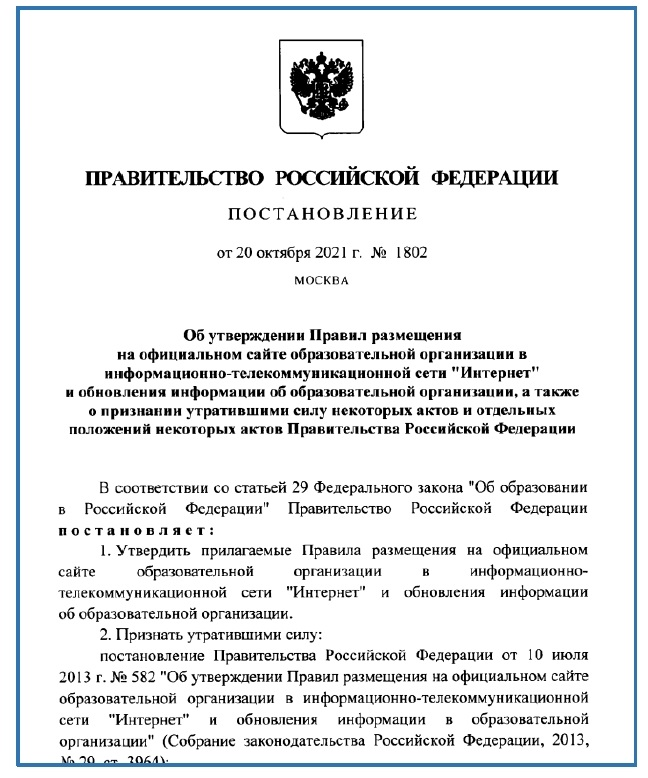 ПРАВИТЕЛЬСТВО РОССИЙСКОЙ ФЕДЕРАЦИИ
ПОСТАНОВЛЕНИЕ
от 20 октября 2021 г. № 1802
МОСКВА
Об утверждении Правил размещения
на официальном сайте образовательной организации в
информационно-телекоммуникационной сети "Интернет"
и обновления информации об образовательной организации, а также
о признании утратившими силу некоторых актов и отдельных
положений некоторых актов Правительства Российской Федерации
В соответствии со статьей 29 Федерального закона "Об образовании
в Российской Федерации" Правительство Российской Федерации
постановляет:
1. Утвердить прилагаемые Правила размещения на официальном
сайте образовательной организации в информационно-
телекоммуникационной сети "Интернет" и обновления информации
об образовательной организации.
2. Признать утратившими силу:
постановление Правительства Российской Федерации от 10 июля
2013 г. № 582 "Об утверждении Правил размещения на официальном сайте
образовательной организации в информационно-телекоммуникационной
сети "Интернет" и обновления информации в образовательной
организации" (Собрание законодательства Российской Федерации, 2013,
№ 29, ст. 3964);